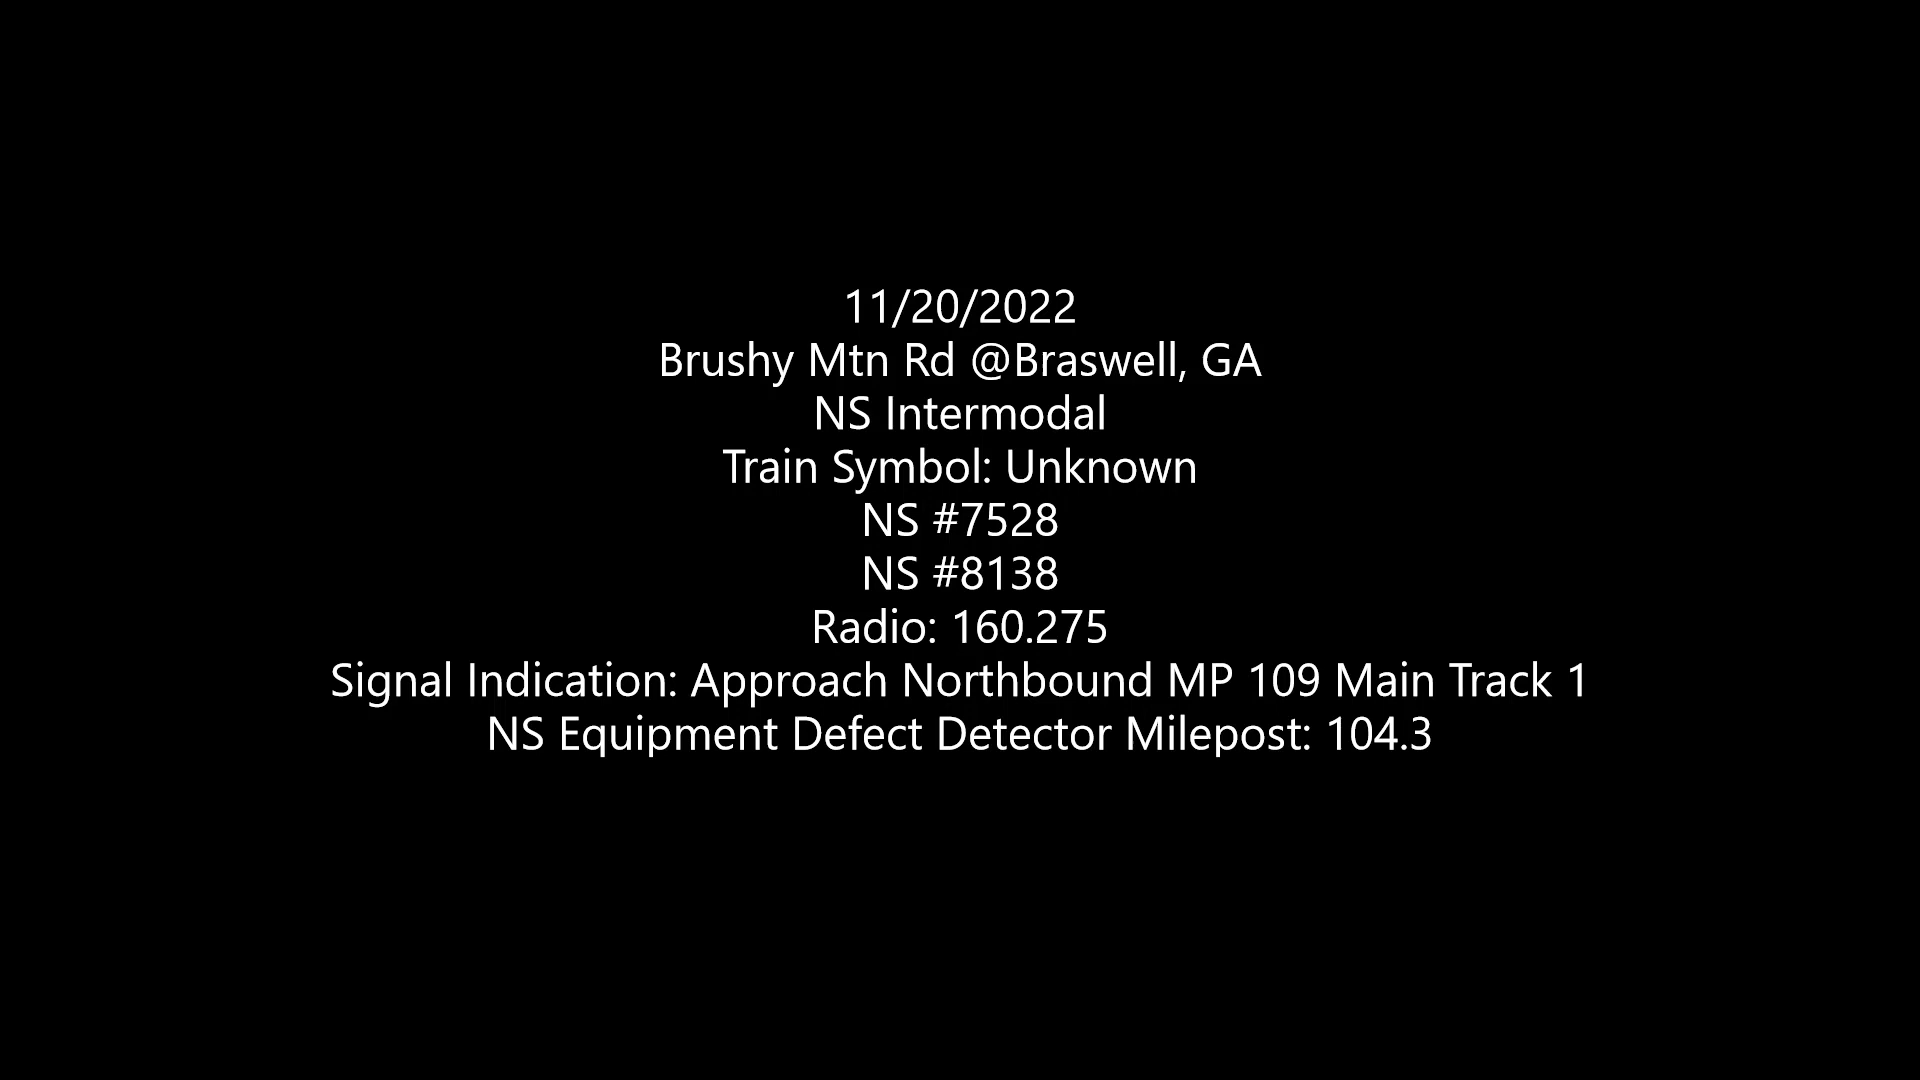 11/20/2022
Brushy Mtn Rd @Braswell, GA
NS Intermodal
Train Symbol: Unknown
NS #7528
NS #8138
Radio: 160.275
Signal Indication: Approach Northbound MP 109 Main Track 1
NS Equipment Defect Detector Milepost: 104.3